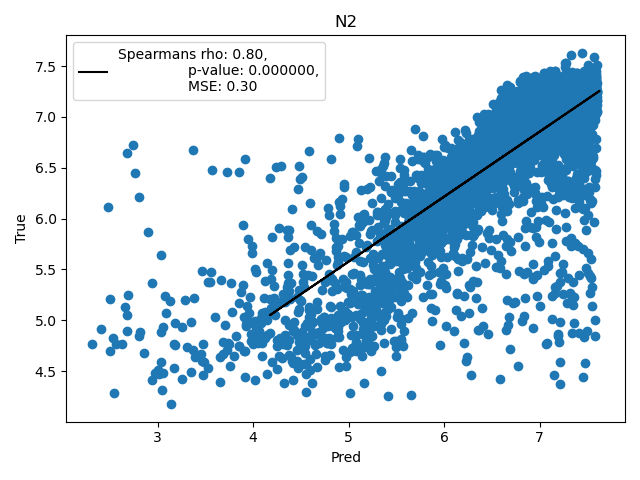 N2
Spearmans rho: 0.80,
p-value: 0.000000,
MSE: 0.30
7.5
7.0
6.5
6.0
5.5
5.0
4.5
True
3 4 5 6 7
Pred